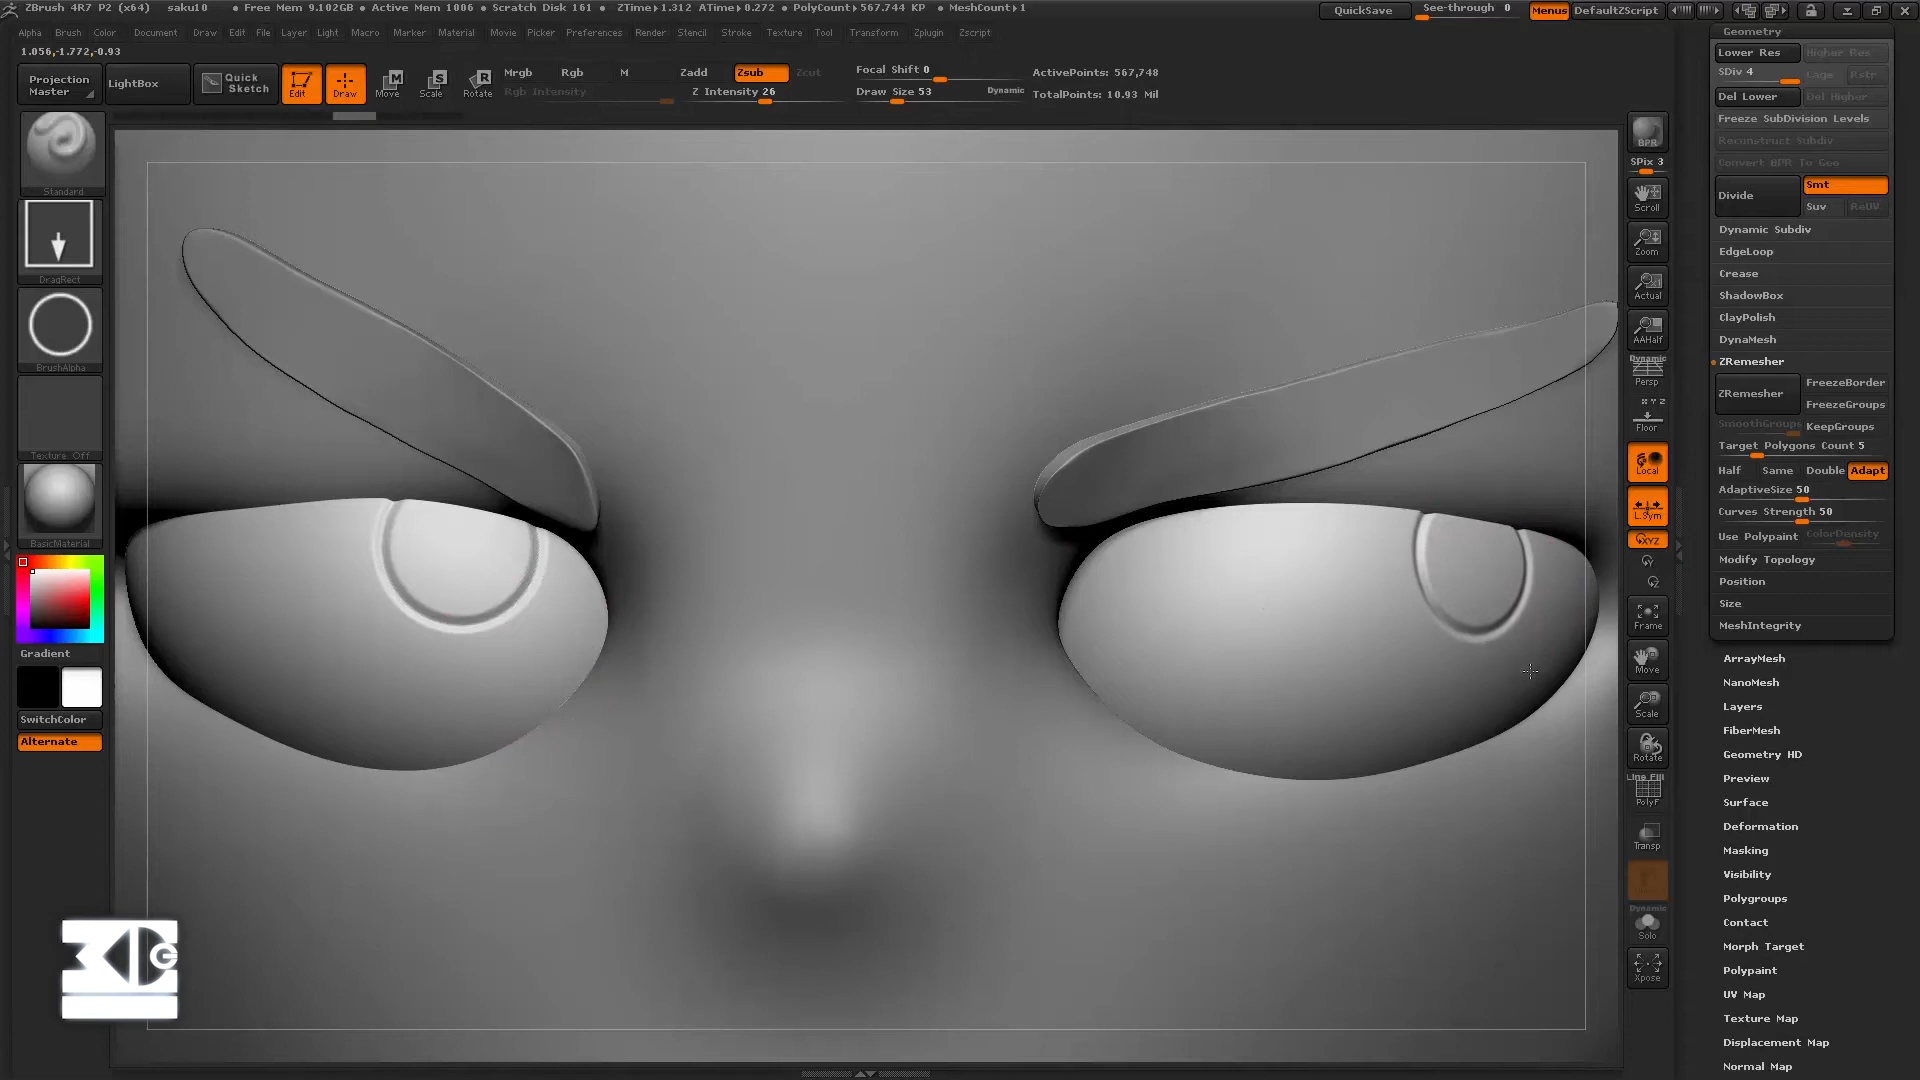 ZBrush 4R7 P2 (x64) saku10 • Free Mem 9.102GB • Active Mem 1006 • Scratch Disk 161 • ZTime▸1.312 ATime▸0.272 • PolyCount▸567.744 KP • MeshCount▸1
QuickSave See-through 0 Menus DefaultZScript
Alpha Brush Color Document Draw Edit File Layer Light Macro Marker Material Movie Picker Preferences Render Stencil Stroke Texture Tool Transform Zplugin Zscript
1.056,-1.772,-0.93
Projection Master
LightBox
Quick Sketch
Edit
Draw
Move
Scale
Rotate
Mrgb Rgb M
Rgb Intensity
Zadd Zsub Zcut
Z Intensity 26
Focal Shift 0
Draw Size 53 Dynamic
ActivePoints: 567,748
TotalPoints: 10.93 Mil
Standard
DragRect
BrushAlpha
Texture Off
BasicMaterial
Gradient
SwitchColor
Alternate
BPR
SPix 3
Scroll
Zoom
Actual
AAHalf
Dynamic
Persp
X Y Z
Floor
Local
L.Sym
XYZ
Y
Z
Frame
Move
Scale
Rotate
Line Fill
PolyF
Transp
Dynamic
Solo
Xpose
Geometry
Lower Res Higher Res
SDiv 4 Cage Rstr
Del Lower Del Higher
Freeze SubDivision Levels
Reconstruct Subdiv
Convert BPR To Geo
Divide Smt
Suv ReUV
Dynamic Subdiv
EdgeLoop
Crease
ShadowBox
ClayPolish
DynaMesh
ZRemesher
ZRemesher FreezeBorder
FreezeGroups
SmoothGroups KeepGroups
Target Polygons Count 5
Half Same Double Adapt
AdaptiveSize 50
Curves Strength 50
Use Polypaint ColorDensity
Modify Topology
Position
Size
MeshIntegrity
ArrayMesh
NanoMesh
Layers
FiberMesh
Geometry HD
Preview
Surface
Deformation
Masking
Visibility
Polygroups
Contact
Morph Target
Polypaint
UV Map
Texture Map
Displacement Map
Normal Map